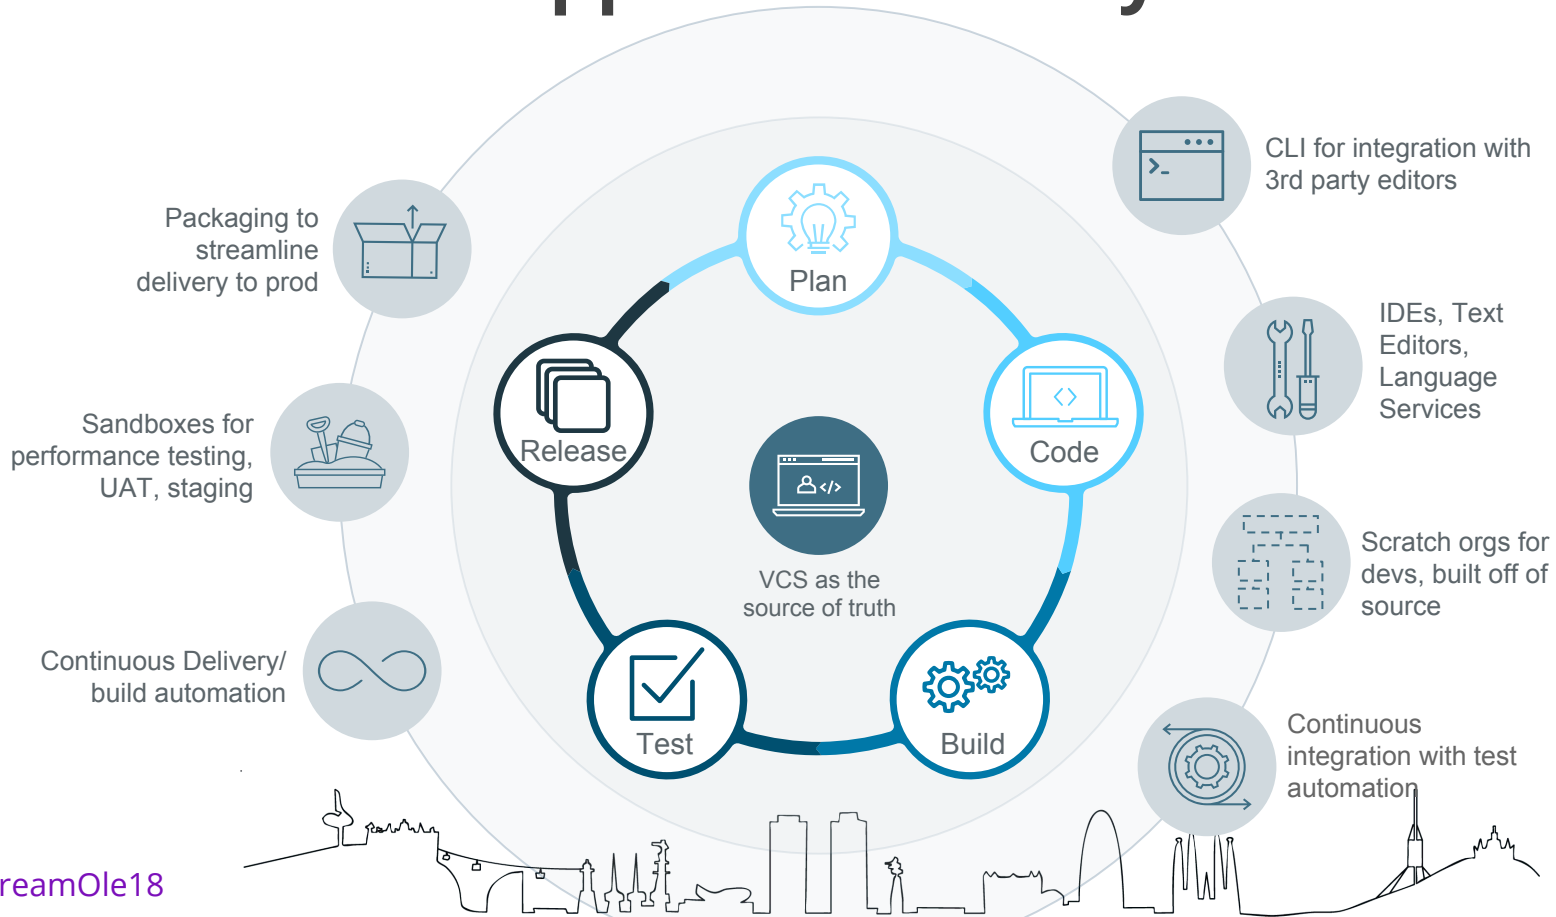 CLI for integration with
3rd party editors
Packaging to
streamline
delivery to prod
Plan
IDEs, Text
Editors,
Language
Services
Sandboxes for
performance testing,
UAT, staging
Release
Code
VCS as the
source of truth
Scratch orgs for
devs, built off of
source
Continuous Delivery/
build automation
Test
Build
Continuous
integration with test
automation
reamOle18